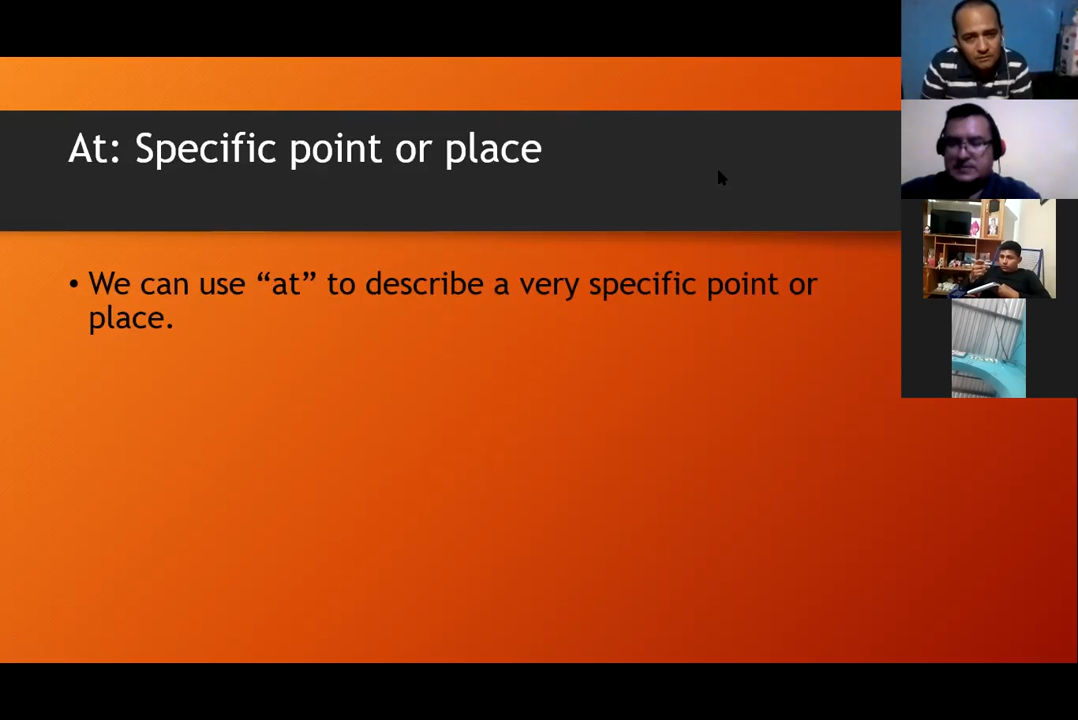 At: Specific point or place
• We can use “at” to describe a very specific point or
place.